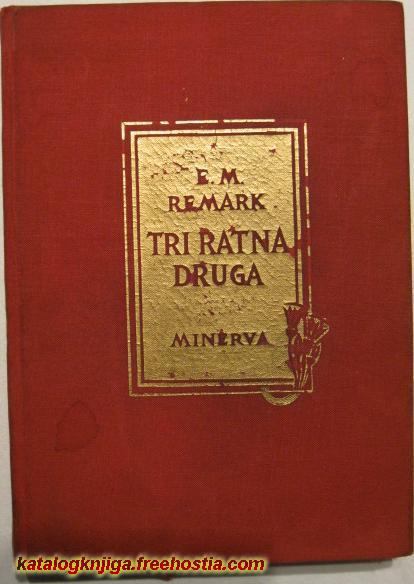 E. M.
REMARK
TRI RATNA
DRUGA
MINERVA
katalogknjiga.freehostia.com